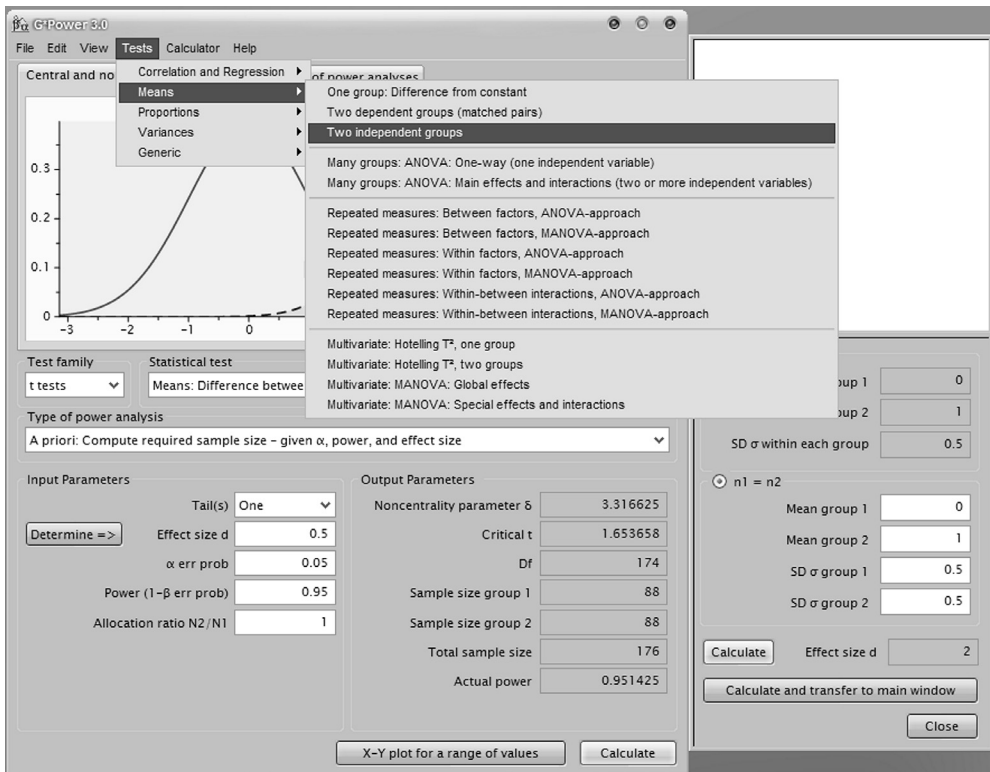 βα G*Power 3.0
File Edit View Tests Calculator Help
Central and no
of power analyses
Correlation and Regression
Means
Proportions
Variances
Generic
One group: Difference from constant
Two dependent groups (matched pairs)
Two independent groups
Many groups: ANOVA: One-way (one independent variable)
Many groups: ANOVA: Main effects and interactions (two or more independent variables)
Repeated measures: Between factors, ANOVA-approach
Repeated measures: Between factors, MANOVA-approach
Repeated measures: Within factors, ANOVA-approach
Repeated measures: Within factors, MANOVA-approach
Repeated measures: Within-between interactions, ANOVA-approach
Repeated measures: Within-between interactions, MANOVA-approach
Multivariate: Hotelling T², one group
Multivariate: Hotelling T², two groups
Multivariate: MANOVA: Global effects
Multivariate: MANOVA: Special effects and interactions
0.3
0.2
0.1
0
-3 -2 -1 0
Test family
t tests
Statistical test
Means: Difference betwee
Type of power analysis
A priori: Compute required sample size - given α, power, and effect size
Input Parameters
Tail(s) One
Determine => Effect size d 0.5
α err prob 0.05
Power (1-β err prob) 0.95
Allocation ratio N2/N1 1
Output Parameters
Noncentrality parameter δ 3.316625
Critical t 1.653658
Df 174
Sample size group 1 88
Sample size group 2 88
Total sample size 176
Actual power 0.951425
X-Y plot for a range of values
Calculate
oup 1 0
oup 2 1
SD σ within each group 0.5
n1 = n2
Mean group 1 0
Mean group 2 1
SD σ group 1 0.5
SD σ group 2 0.5
Calculate Effect size d 2
Calculate and transfer to main window
Close